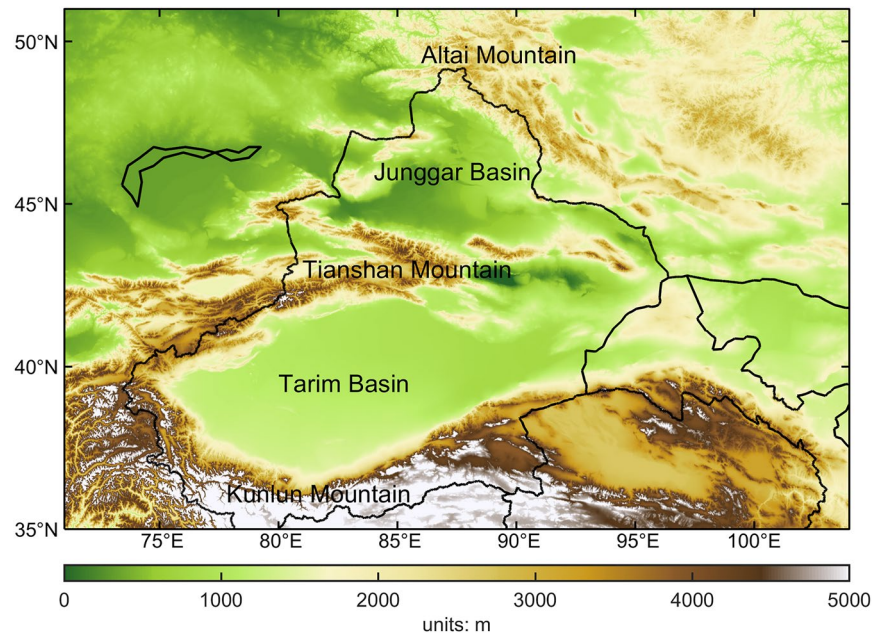 50°N
Altai Mountain
Junggar Basin
45°N
Tianshan Mountain
40°N
Tarim Basin
Kunlun Mountain
35°N
75°E 80°E 85°E 90°E 95°E 100°E
0 1000 2000 3000 4000 5000
units: m